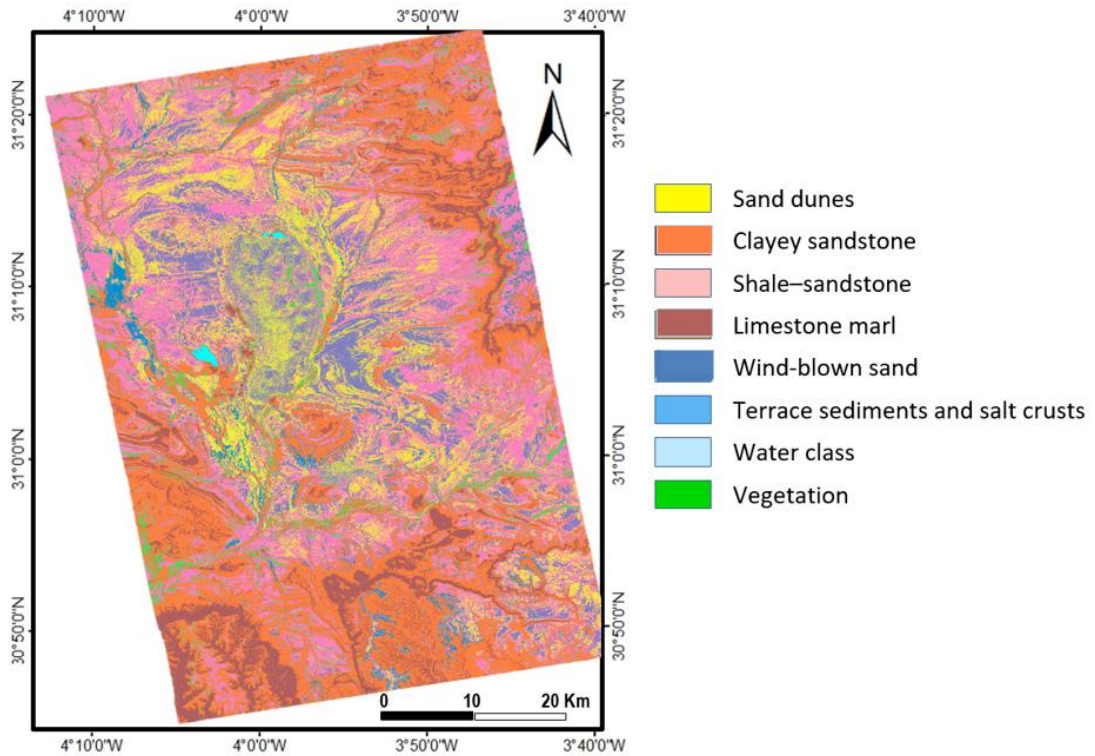 4°10'0"W 4°0'0"W 3°50'0"W 3°40'0"W
N
31°20'0"N 31°20'0"N
31°10'0"N 31°10'0"N
31°0'0"N 31°0'0"N
30°50'0"N 30°50'0"N
0 10 20 Km
4°10'0"W 4°0'0"W 3°50'0"W 3°40'0"W
Sand dunes
Clayey sandstone
Shale–sandstone
Limestone marl
Wind-blown sand
Terrace sediments and salt crusts
Water class
Vegetation